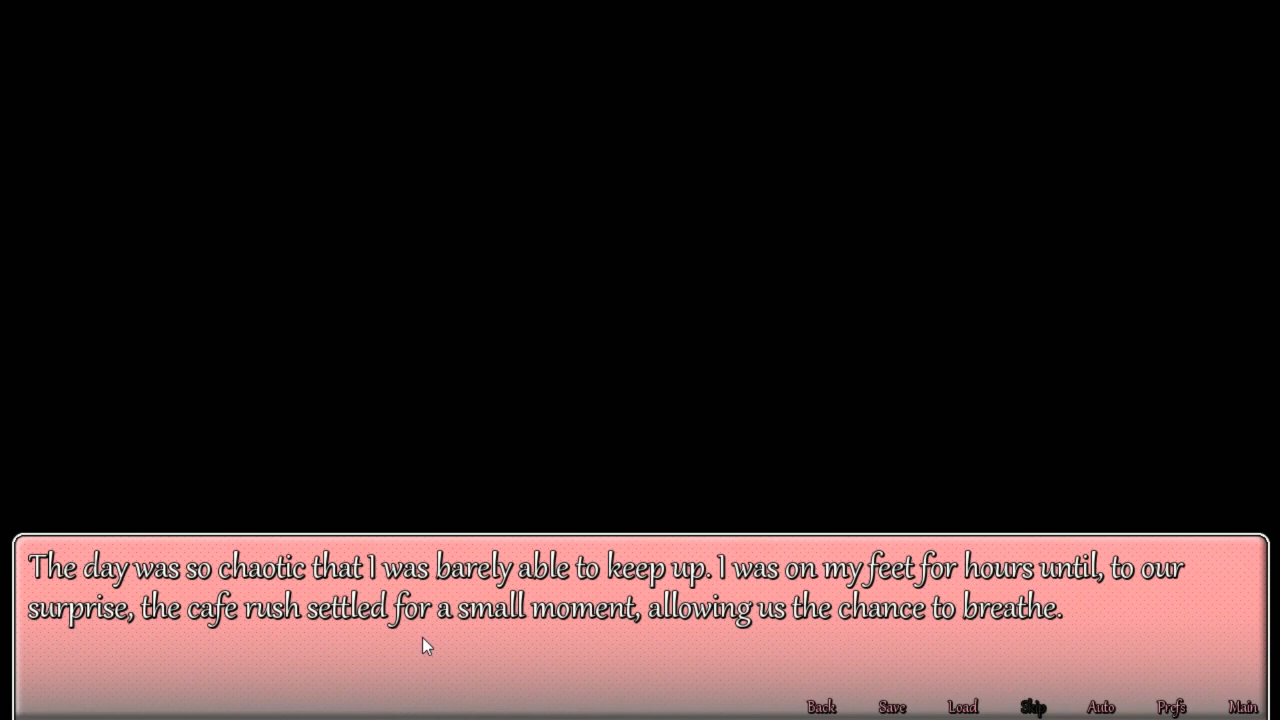 The day was so chaotic that I was barely able to keep up. I was on my feet for hours until, to our
surprise, the cafe rush settled for a small moment, allowing us the chance to breathe.
Back Save Load Skip Auto Prefs Main